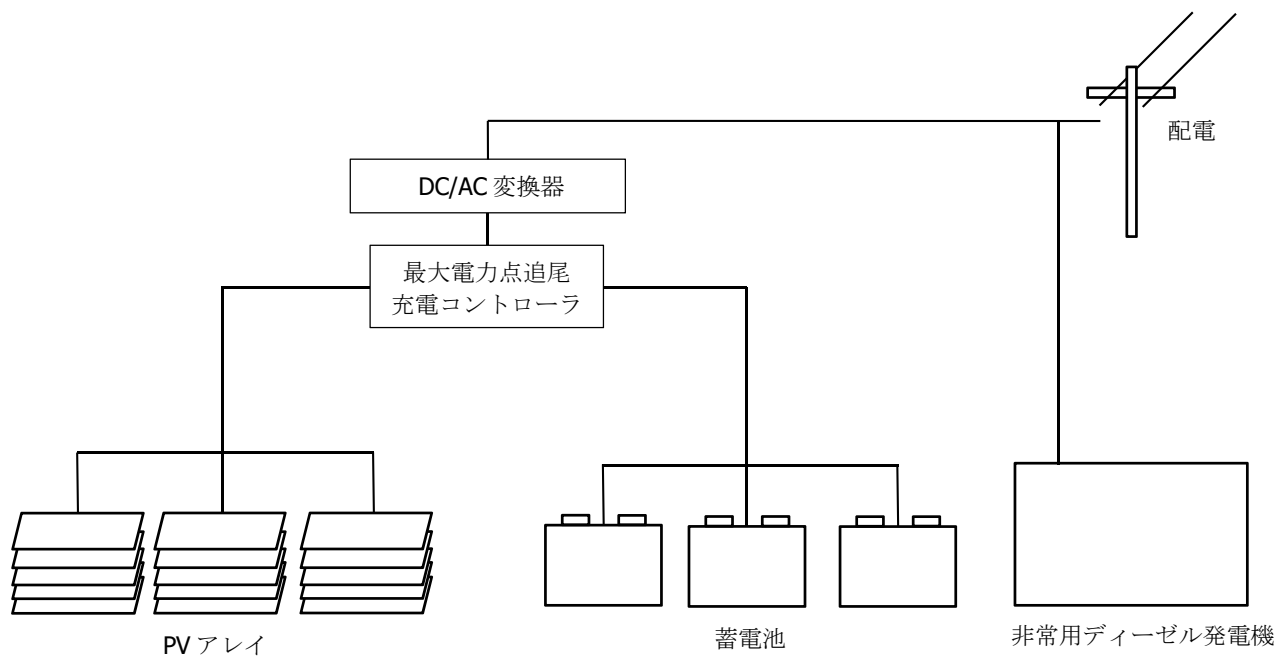 配電
DC/AC 変換器
最大電力点追尾
充電コントローラ
PV アレイ
蓄電池
非常用ディーゼル発電機